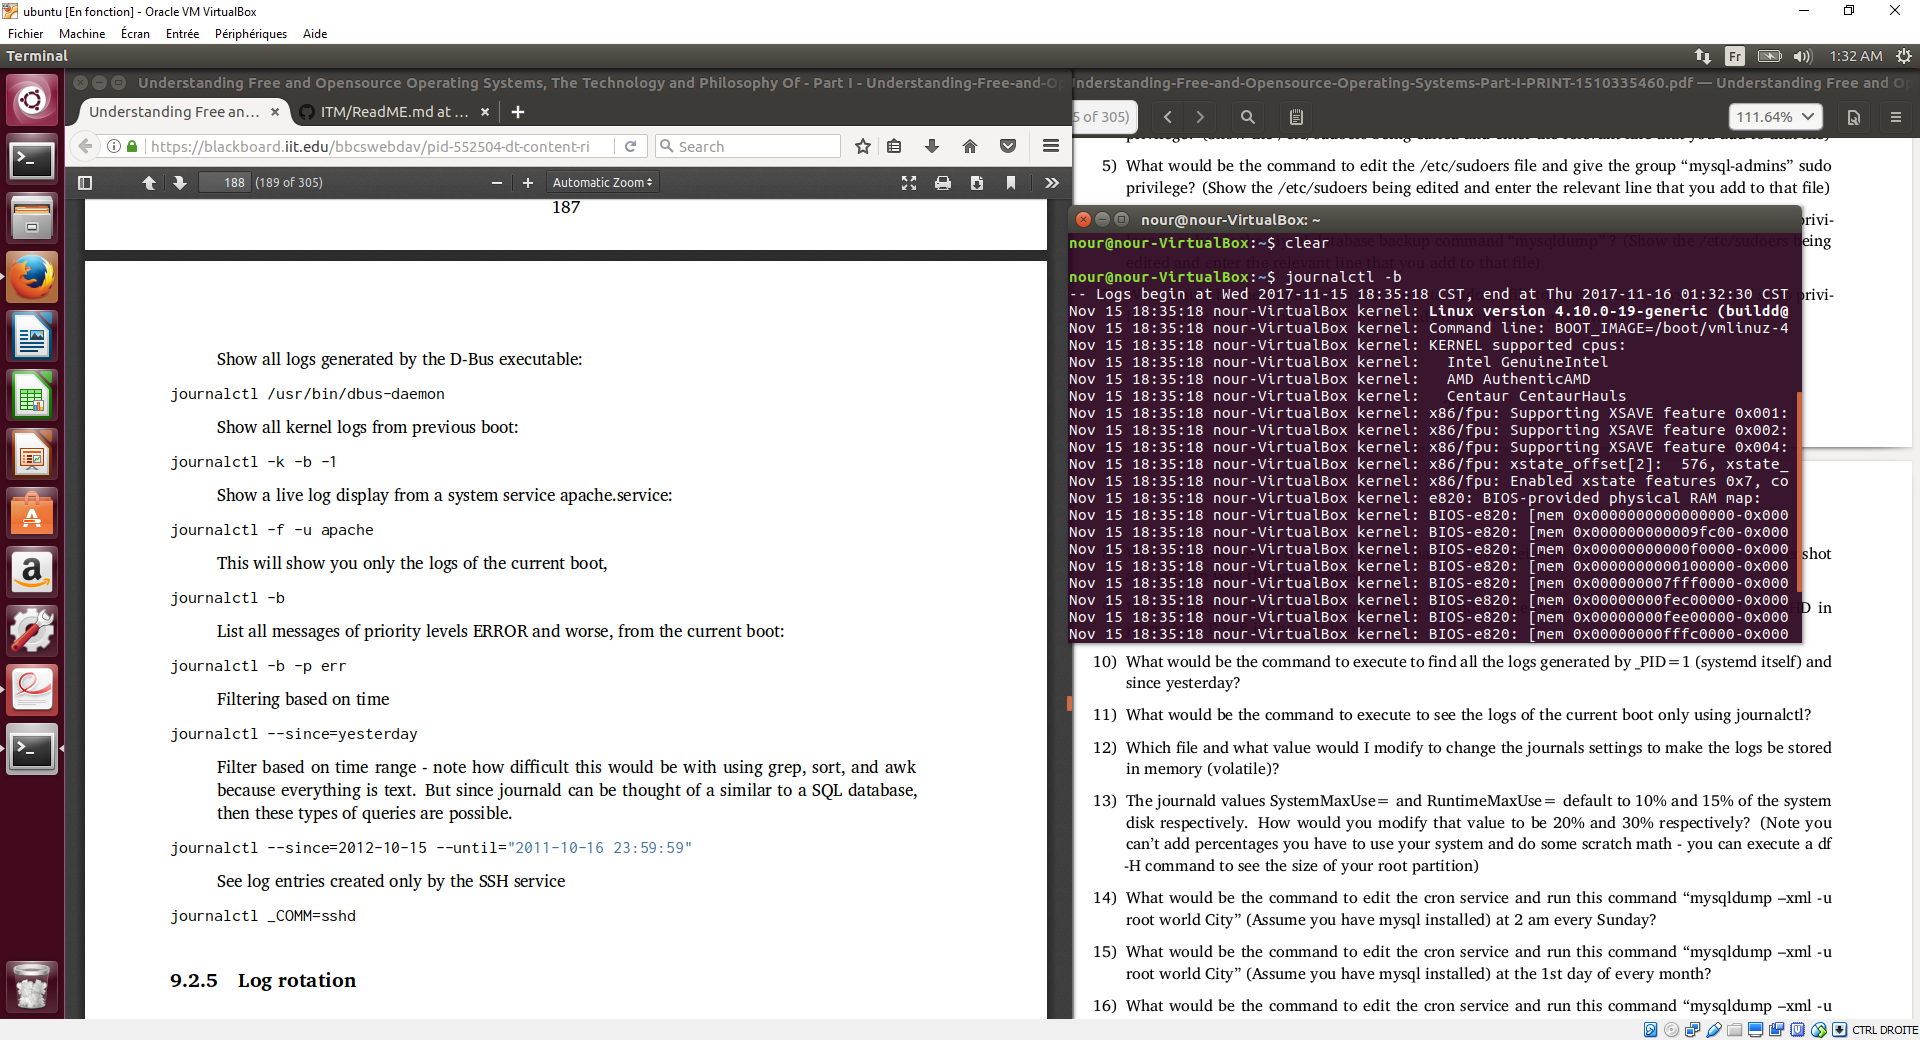 ubuntu [En fonction] - Oracle VM VirtualBox
Fichier Machine Écran Entrée Périphériques Aide
Terminal
Fr
1:32 AM
Understanding Free and Opensource Operating Systems, The Technology and Philosophy Of - Part I - Understanding-Free-and-Op
Understanding Free an... × ITM/ReadME.md at ... × +
https://blackboard.iit.edu/bbcswebdav/pid-552504-dt-content-ri
Search
188 (189 of 305)
Automatic Zoom
187
Show all logs generated by the D-Bus executable:
journalctl /usr/bin/dbus-daemon
Show all kernel logs from previous boot:
journalctl -k -b -1
Show a live log display from a system service apache.service:
journalctl -f -u apache
This will show you only the logs of the current boot,
journalctl -b
List all messages of priority levels ERROR and worse, from the current boot:
journalctl -b -p err
Filtering based on time
journalctl --since=yesterday
Filter based on time range - note how difficult this would be with using grep, sort, and awk
because everything is text. But since journald can be thought of a similar to a SQL database,
then these types of queries are possible.
journalctl --since=2012-10-15 --until="2011-10-16 23:59:59"
See log entries created only by the SSH service
journalctl _COMM=sshd
9.2.5 Log rotation
nderstanding-Free-and-Opensource-Operating-Systems-Part-I-PRINT-1510335460.pdf — Understanding Free and Op
5 of 305)
111.64%
5) What would be the command to edit the /etc/sudoers file and give the group “mysql-admins” sudo
privilege? (Show the /etc/sudoers being edited and enter the relevant line that you add to that file)
privi-
database backup command “mysqldump”? (Show the /etc/sudoers being
edited and enter the relevant line that you add to that file)
privi-
nour@nour-VirtualBox: ~
nour@nour-VirtualBox:~$ clear
nour@nour-VirtualBox:~$ journalctl -b
-- Logs begin at Wed 2017-11-15 18:35:18 CST, end at Thu 2017-11-16 01:32:30 CST
Nov 15 18:35:18 nour-VirtualBox kernel: Linux version 4.10.0-19-generic (buildd@
Nov 15 18:35:18 nour-VirtualBox kernel: Command line: BOOT_IMAGE=/boot/vmlinuz-4
Nov 15 18:35:18 nour-VirtualBox kernel: KERNEL supported cpus:
Nov 15 18:35:18 nour-VirtualBox kernel: Intel GenuineIntel
Nov 15 18:35:18 nour-VirtualBox kernel: AMD AuthenticAMD
Nov 15 18:35:18 nour-VirtualBox kernel: Centaur CentaurHauls
Nov 15 18:35:18 nour-VirtualBox kernel: x86/fpu: Supporting XSAVE feature 0x001:
Nov 15 18:35:18 nour-VirtualBox kernel: x86/fpu: Supporting XSAVE feature 0x002:
Nov 15 18:35:18 nour-VirtualBox kernel: x86/fpu: Supporting XSAVE feature 0x004:
Nov 15 18:35:18 nour-VirtualBox kernel: x86/fpu: xstate_offset[2]: 576, xstate_
Nov 15 18:35:18 nour-VirtualBox kernel: x86/fpu: Enabled xstate features 0x7, co
Nov 15 18:35:18 nour-VirtualBox kernel: e820: BIOS-provided physical RAM map:
Nov 15 18:35:18 nour-VirtualBox kernel: BIOS-e820: [mem 0x0000000000000000-0x000
Nov 15 18:35:18 nour-VirtualBox kernel: BIOS-e820: [mem 0x000000000009fc00-0x000
Nov 15 18:35:18 nour-VirtualBox kernel: BIOS-e820: [mem 0x00000000000f0000-0x000
Nov 15 18:35:18 nour-VirtualBox kernel: BIOS-e820: [mem 0x0000000000100000-0x000
Nov 15 18:35:18 nour-VirtualBox kernel: BIOS-e820: [mem 0x000000007fff0000-0x000
Nov 15 18:35:18 nour-VirtualBox kernel: BIOS-e820: [mem 0x00000000fec00000-0x000
Nov 15 18:35:18 nour-VirtualBox kernel: BIOS-e820: [mem 0x00000000fee00000-0x000
Nov 15 18:35:18 nour-VirtualBox kernel: BIOS-e820: [mem 0x00000000fffc0000-0x000
shot
in
10) What would be the command to execute to find all the logs generated by _PID=1 (systemd itself) and
since yesterday?
11) What would be the command to execute to see the logs of the current boot only using journalctl?
12) Which file and what value would I modify to change the journals settings to make the logs be stored
in memory (volatile)?
13) The journald values SystemMaxUse= and RuntimeMaxUse= default to 10% and 15% of the system
disk respectively. How would you modify that value to be 20% and 30% respectively? (Note you
can’t add percentages you have to use your system and do some scratch math - you can execute a df
-H command to see the size of your root partition)
14) What would be the command to edit the cron service and run this command “mysqldump –xml -u
root world City” (Assume you have mysql installed) at 2 am every Sunday?
15) What would be the command to edit the cron service and run this command “mysqldump –xml -u
root world City” (Assume you have mysql installed) at the 1st day of every month?
16) What would be the command to edit the cron service and run this command “mysqldump –xml -u
CTRL DROITE